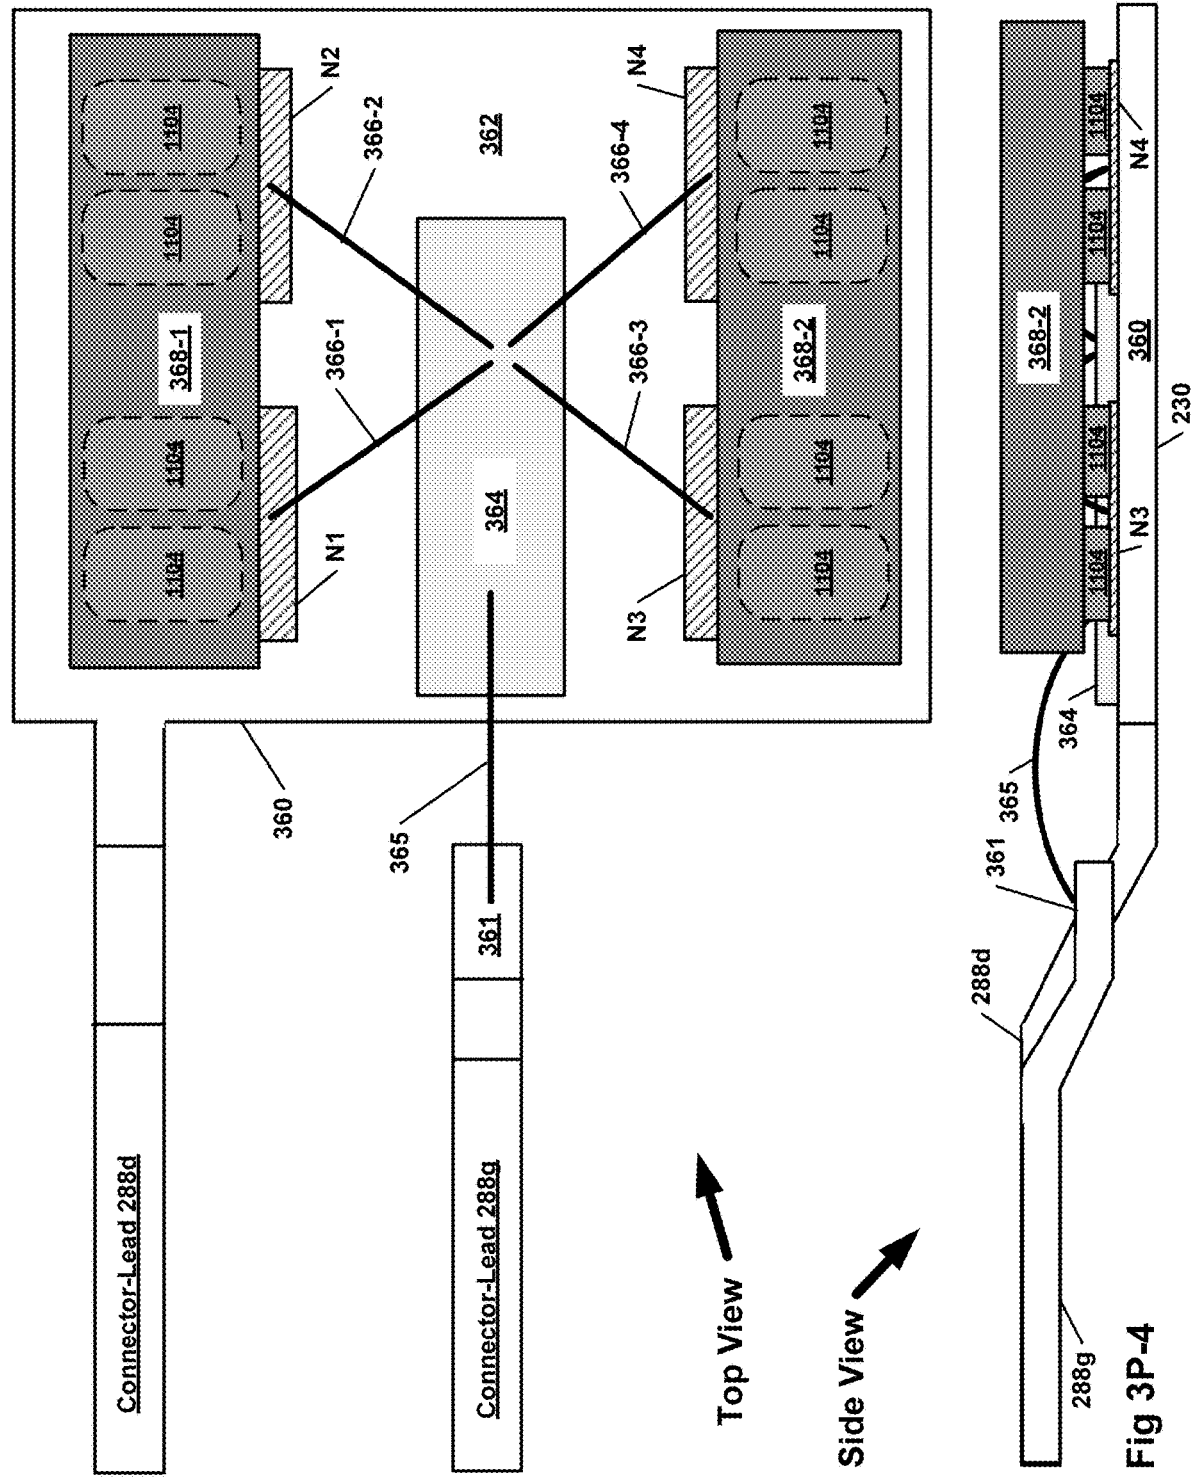 1104
1104
368-1
1104
1104
N1
N2
366-1
366-2
362
364
366-3
366-4
N3
N4
1104
1104
368-2
1104
1104
360
365
361
Connector-Lead 288d
Connector-Lead 288g
Top View
Side View
288d
361
365
364
368-2
1104
1104
1104
1104
N3
360
N4
230
288g
Fig 3P-4